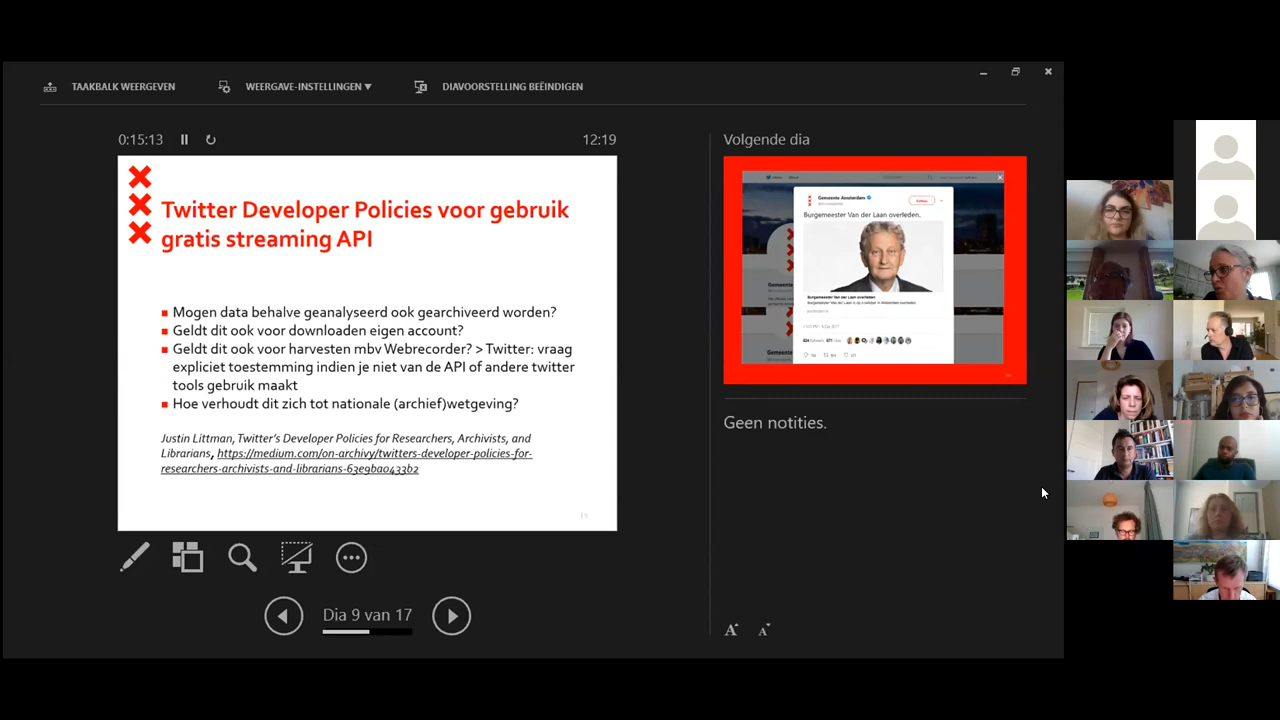 TAAKBALK WEERGEVEN
WEERGAVE-INSTELLINGEN
DIAVOORSTELLING BEËINDIGEN
0:15:13
12:19
Twitter Developer Policies voor gebruik
gratis streaming API
Mogen data behalve geanalyseerd ook gearchiveerd worden?
Geldt dit ook voor downloaden eigen account?
Geldt dit ook voor harvesten mbv Webrecorder? > Twitter: vraag
expliciet toestemming indien je niet van de API of andere twitter
tools gebruik maakt
Hoe verhoudt dit zich tot nationale (archief)wetgeving?
Justin Littman, Twitter's Developer Policies for Researchers, Archivists, and
Librarians, https://medium.com/on-archivy/twitters-developer-policies-for-
researchers-archivists-and-librarians-63e9ba0433b2
Dia 9 van 17
Volgende dia
Gemeente Amsterdam
Burgemeester Van der Laan overleden.
Burgemeester Van der Laan overleden
Geen notities.
A A